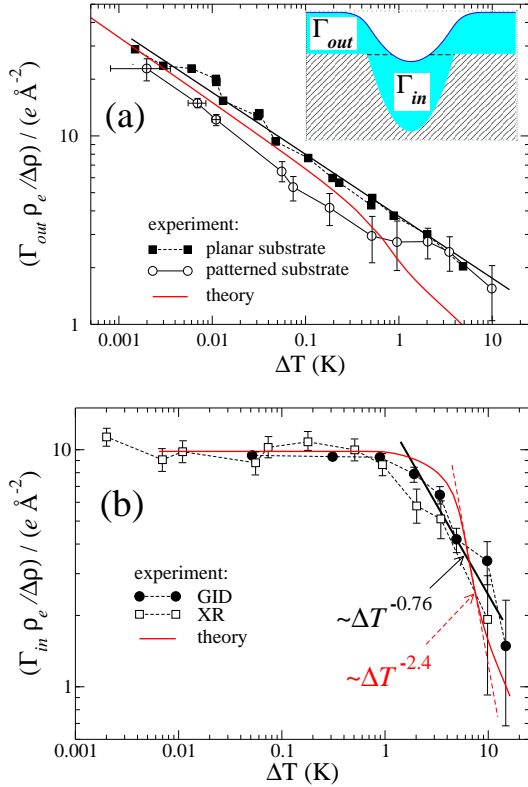 (a)
Γout
Γin
(Γout ρe /Δρ) / (e Å-2)
10
1
experiment:
planar substrate
patterned substrate
theory
0.001 0.01 0.1 1 10
ΔT (K)
(b)
(Γin ρe /Δρ) / (e Å-2)
10
1
experiment:
GID
XR
theory
~ΔT-0.76
~ΔT-2.4
0.001 0.01 0.1 1 10
ΔT (K)